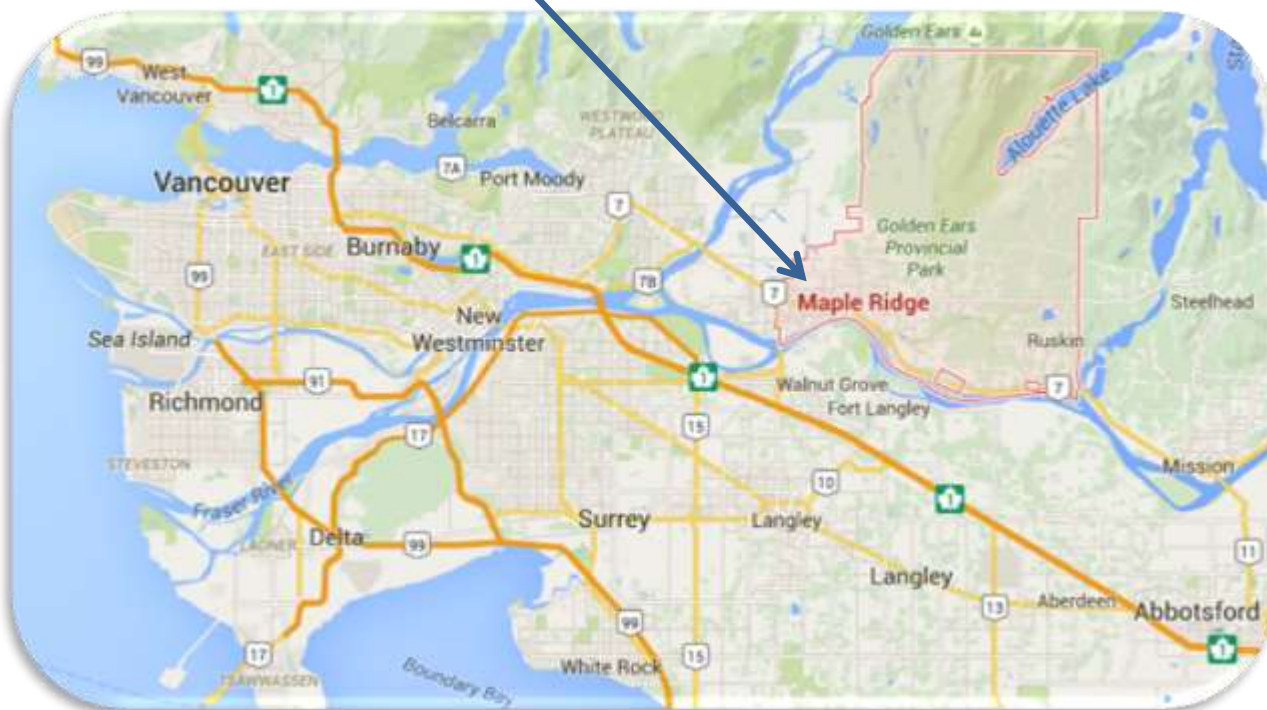 Golden Ears
99
West
Vancouver
1
Alouette Lake
Belcarra
WESTWOOD
PLATEAU
7A
Port Moody
Vancouver
7
Golden Ears
Provincial
Park
EAST SIDE
Burnaby
1
99
7B
7
Maple Ridge
Steelhead
New
Westminster
Sea Island
Ruskin
91
1
Walnut Grove
7
Richmond
Fort Langley
17
15
STEVESTON
Mission
10
Fraser River
1
Surrey
Langley
Delta
99
LADNER
11
Langley
13
Aberdeen
Abbotsford
99
1
17
White Rock
15
TSAWWASSEN
Boundary Bay